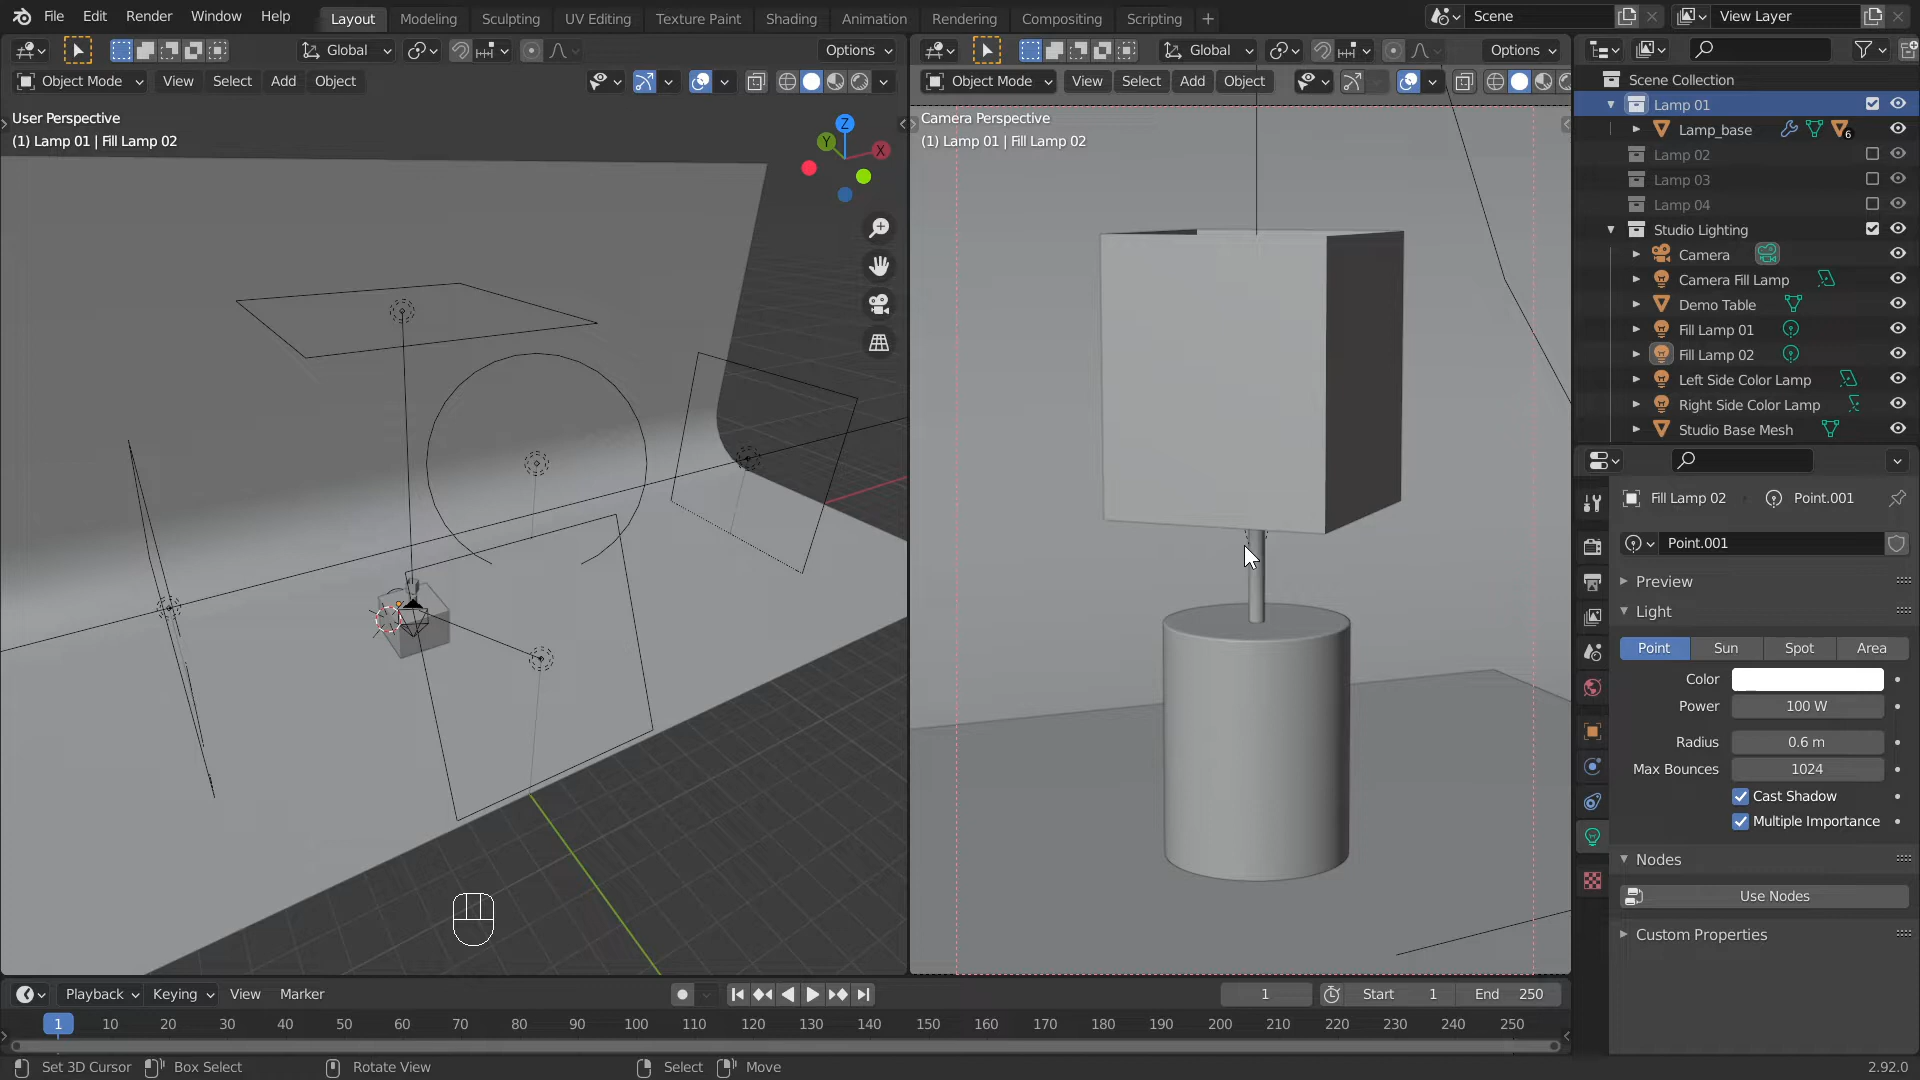 File Edit Render Window Help Layout Modeling Sculpting UV Editing Texture Paint Shading Animation Rendering Compositing Scripting + Scene View Layer
Global Options
Object Mode View Select Add Object
User Perspective
(1) Lamp 01 | Fill Lamp 02
Z
Y
X
Global Options
Object Mode View Select Add Object
Camera Perspective
(1) Lamp 01 | Fill Lamp 02
Scene Collection
Lamp 01
Lamp_base 6
Lamp 02
Lamp 03
Lamp 04
Studio Lighting
Camera
Camera Fill Lamp
Demo Table
Fill Lamp 01
Fill Lamp 02
Left Side Color Lamp
Right Side Color Lamp
Studio Base Mesh
Fill Lamp 02 Point.001
Point.001
Preview
Light
Point Sun Spot Area
Color
Power 100 W
Radius 0.6 m
Max Bounces 1024
Cast Shadow
Multiple Importance
Nodes
Use Nodes
Custom Properties
Playback Keying View Marker 1 Start 1 End 250
1 10 20 30 40 50 60 70 80 90 100 110 120 130 140 150 160 170 180 190 200 210 220 230 240 250
Set 3D Cursor Box Select Rotate View Select Move 2.92.0